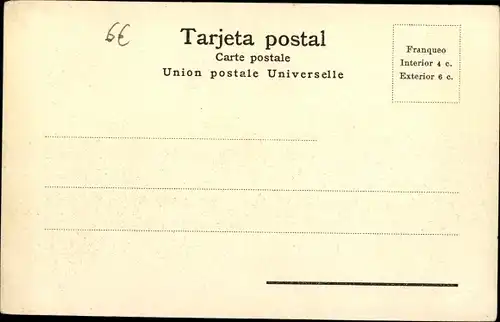 6€
Tarjeta postal
Carte postale
Union postale Universelle
Franqueo
Interior 4 c.
Exterior 6 c.